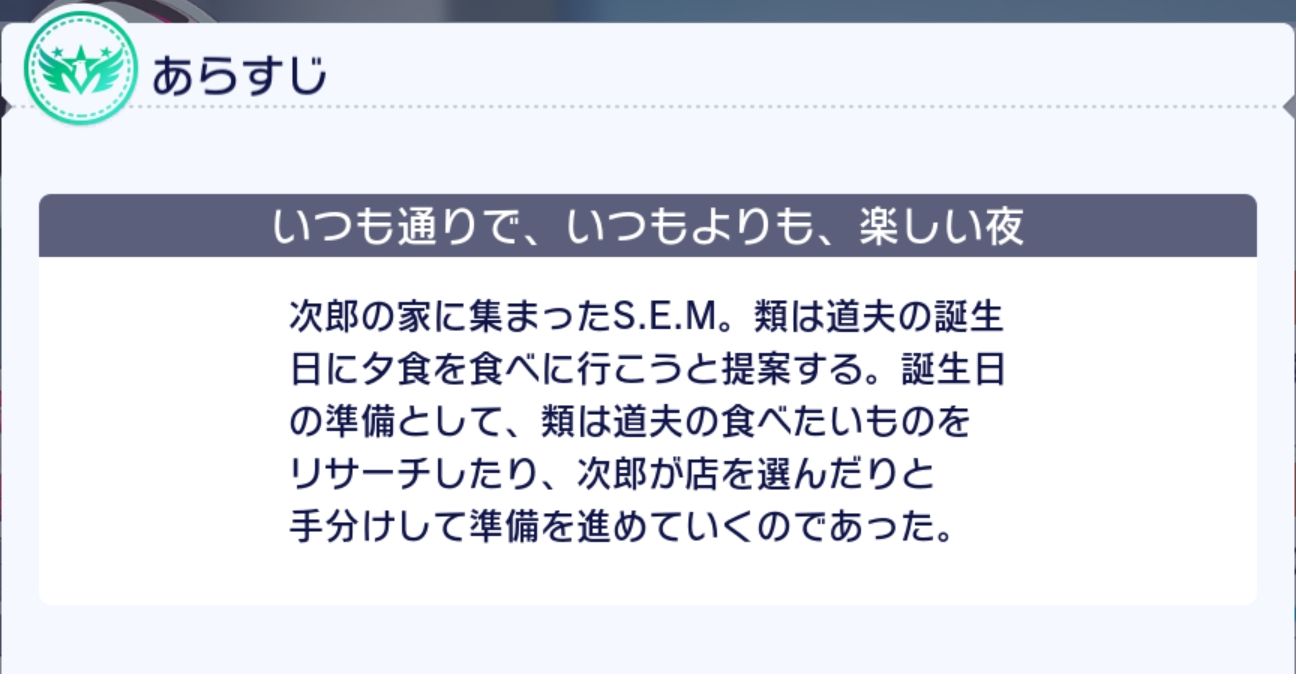 あらすじ
いつも通りで、いつもよりも、楽しい夜
次郎の家に集まったS.E.M。類は道夫の誕生
日に夕食を食べに行こうと提案する。誕生日
の準備として、類は道夫の食べたいものを
リサーチしたり、次郎が店を選んだりと
手分けして準備を進めていくのであった。